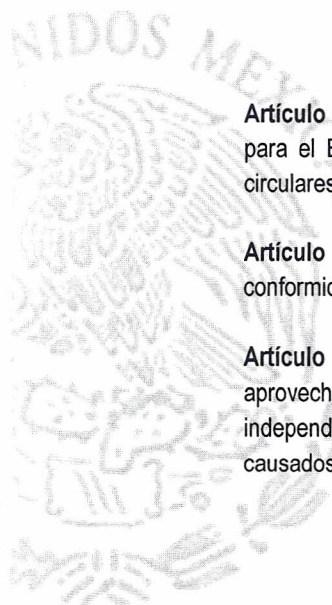 NIDOS MEX
Artículo
para el E
circulares
Artículo
conformid
Artículo
aprovech
independ
causados